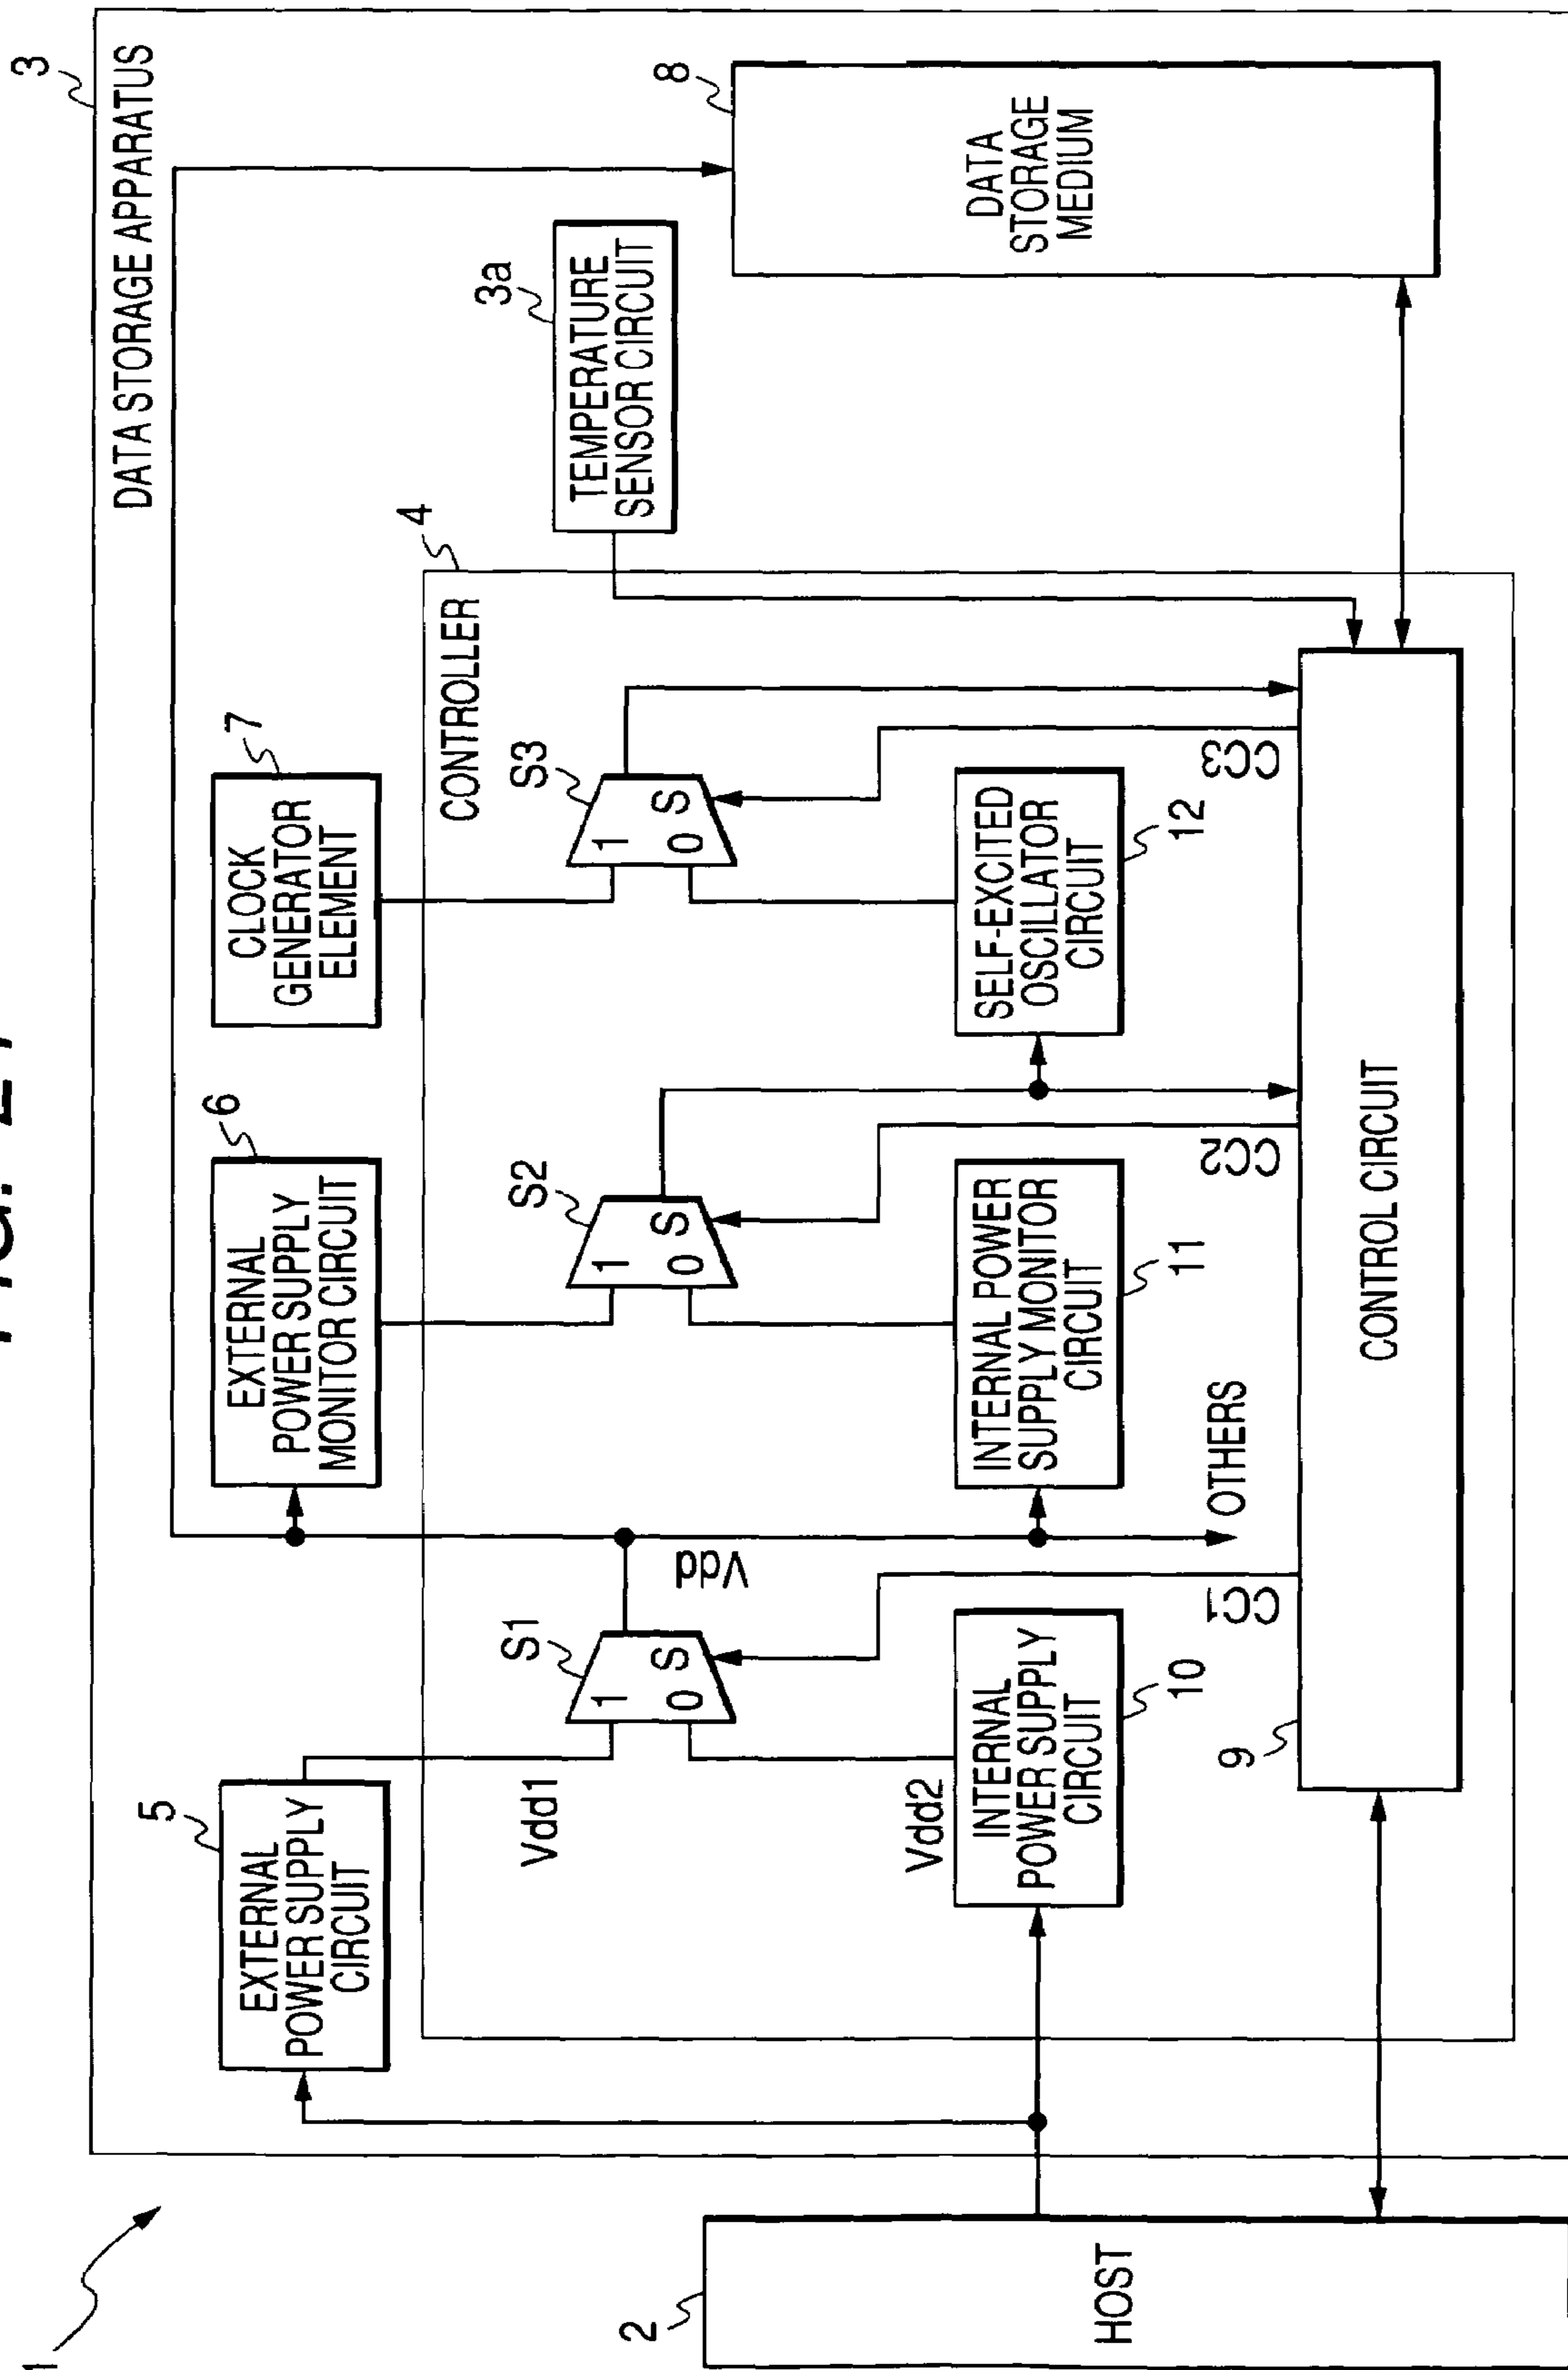 1
3
DATA STORAGE APPARATUS
2
HOST
5
EXTERNAL
POWER SUPPLY
CIRCUIT
6
EXTERNAL
POWER SUPPLY
MONITOR CIRCUIT
7
CLOCK
GENERATOR
ELEMENT
3a
TEMPERATURE
SENSOR CIRCUIT
8
DATA
STORAGE
MEDIUM
4
CONTROLLER
Vdd1
S1
1
0
S
Vdd
S2
1
0
S
S3
1
0
S
Vdd2
INTERNAL
POWER SUPPLY
CIRCUIT
10
INTERNAL POWER
SUPPLY MONITOR
CIRCUIT
11
SELF-EXCITED
OSCILLATOR
CIRCUIT
12
OTHERS
CC1
CC2
CC3
9
CONTROL CIRCUIT